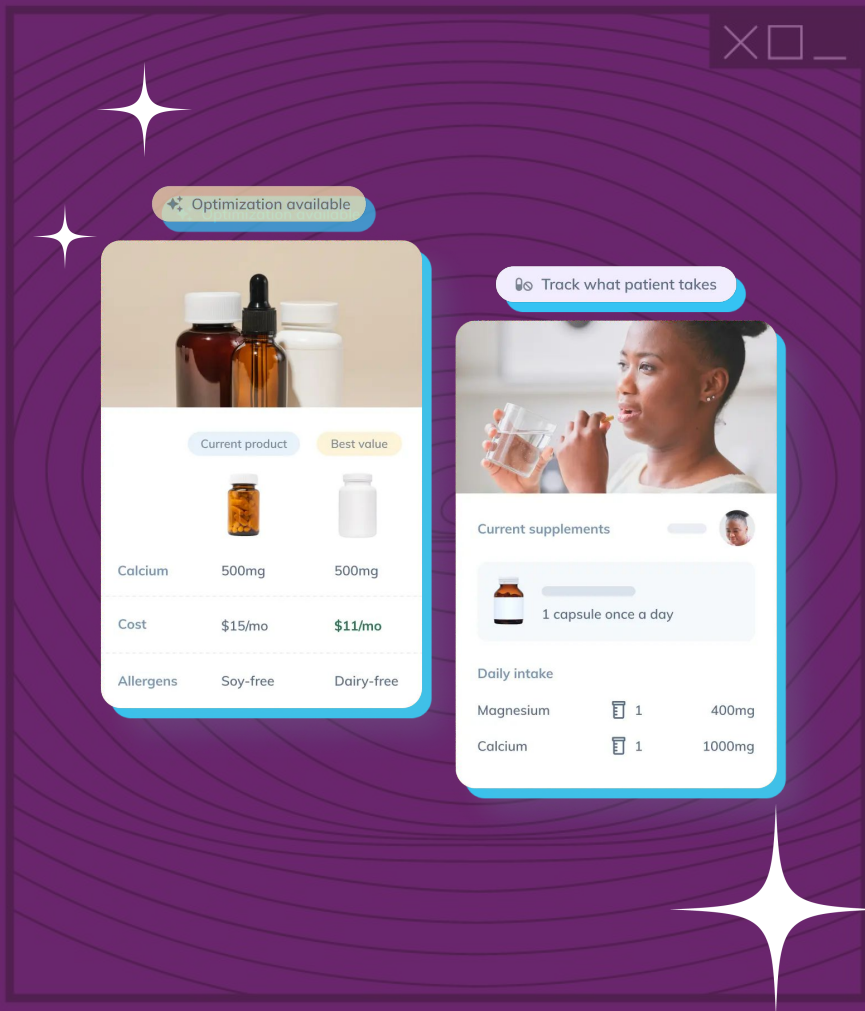 Optimization available
Current product Best value
Calcium 500mg 500mg
Cost $15/mo $11/mo
Allergens Soy-free Dairy-free
Track what patient takes
Current supplements
1 capsule once a day
Daily intake
Magnesium 1 400mg
Calcium 1 1000mg